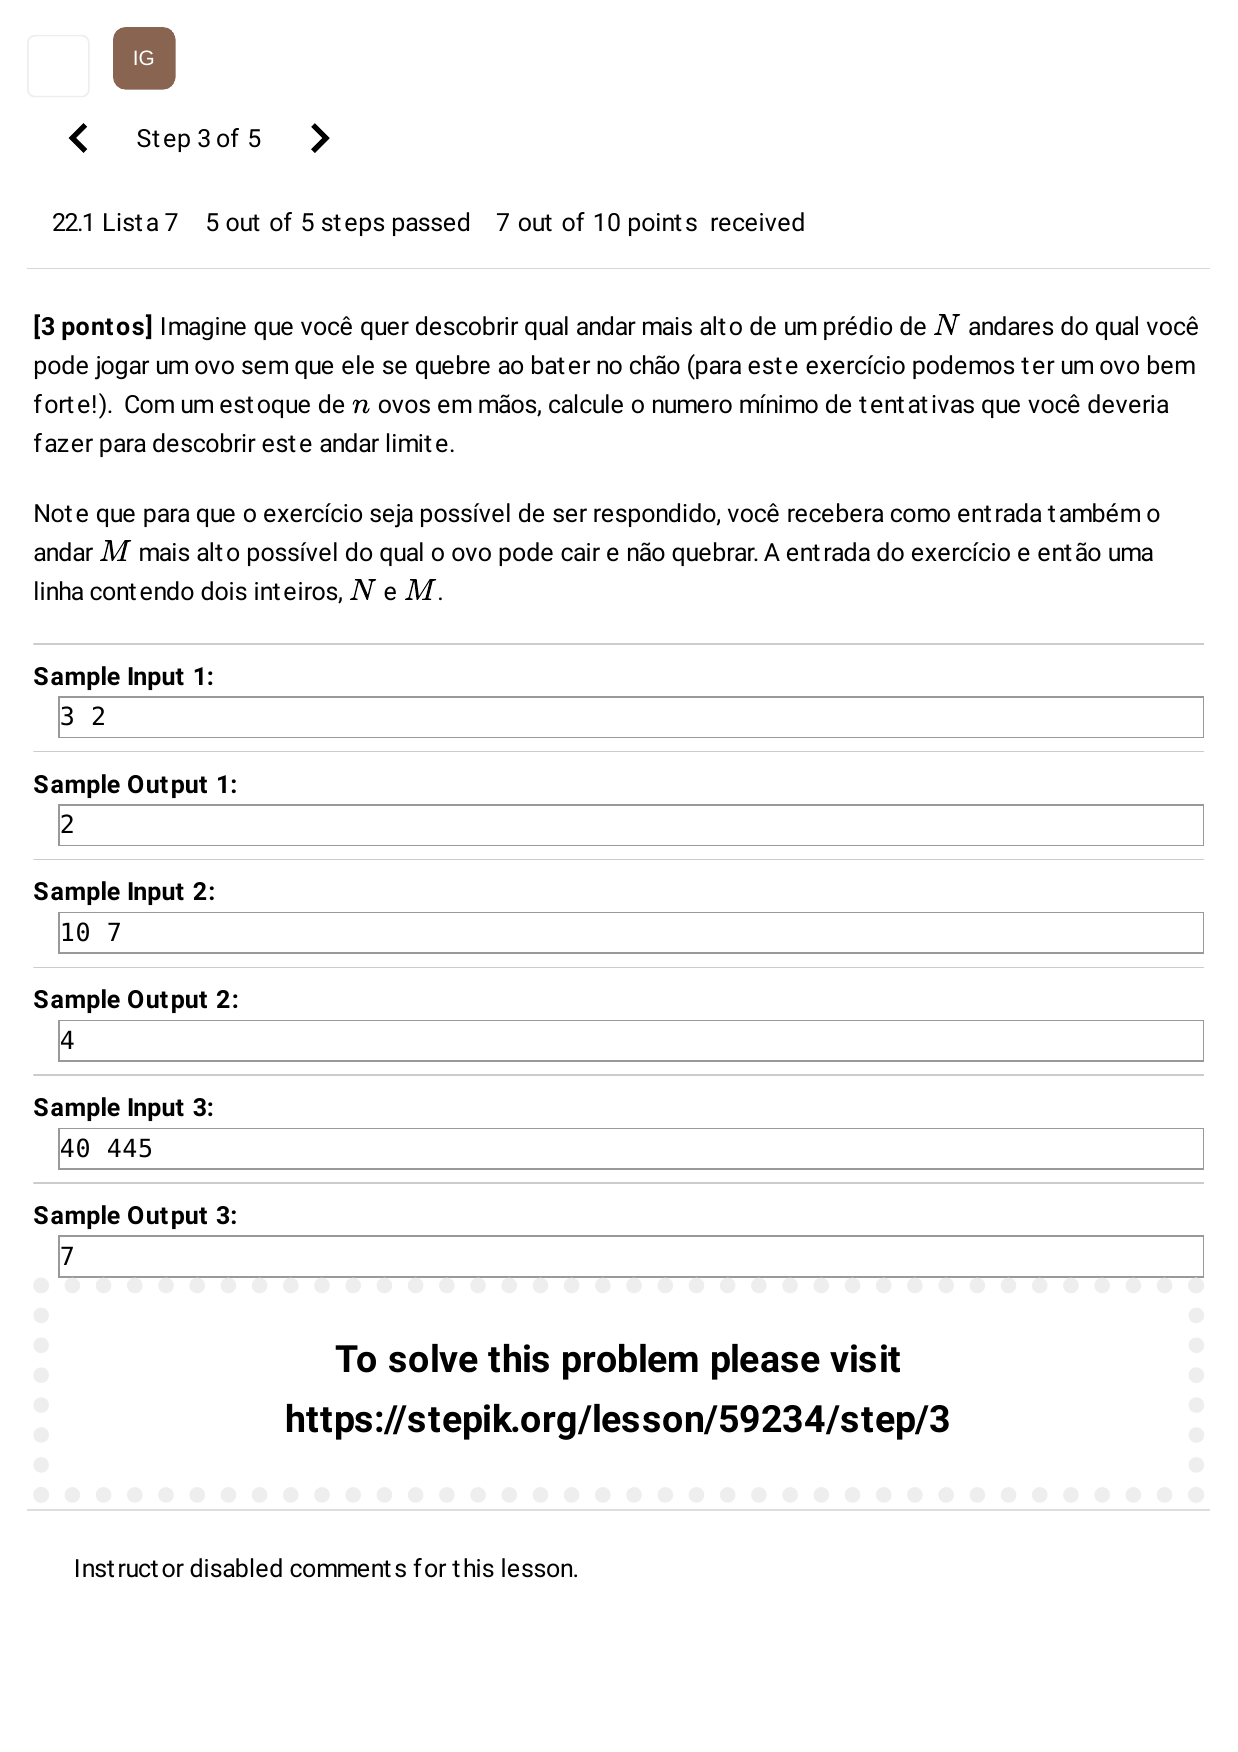 IG
Step 3 of 5
22.1 Lista 7 5 out of 5 steps passed 7 out of 10 points received
[3 pontos] Imagine que você quer descobrir qual andar mais alto de um prédio de N andares do qual você
pode jogar um ovo sem que ele se quebre ao bater no chão (para este exercício podemos ter um ovo bem
forte!). Com um estoque de n ovos em mãos, calcule o numero mínimo de tentativas que você deveria
fazer para descobrir este andar limite.
Note que para que o exercício seja possível de ser respondido, você recebera como entrada também o
andar M mais alto possível do qual o ovo pode cair e não quebrar. A entrada do exercício e então uma
linha contendo dois inteiros, N e M.
Sample Input 1:
3 2
Sample Output 1:
2
Sample Input 2:
10 7
Sample Output 2:
4
Sample Input 3:
40 445
Sample Output 3:
7
To solve this problem please visit
https://stepik.org/lesson/59234/step/3
Instructor disabled comments for this lesson.